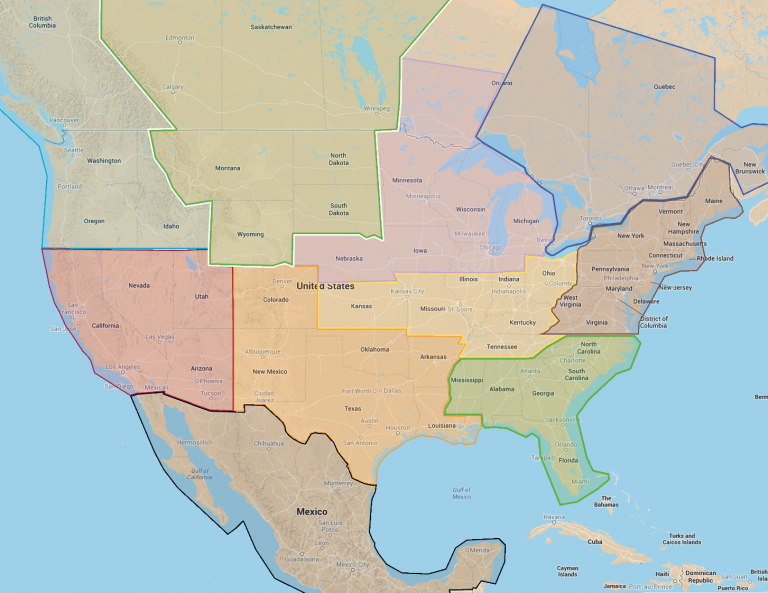 British
Columbia
Saskatchewan
Edmonton
Calgary
Winnipeg
Ontario
Quebec
Vancouver
Seattle
Washington
Portland
Oregon
Idaho
Montana
North
Dakota
South
Dakota
Wyoming
Nebraska
Minnesota
Minneapolis
Wisconsin
Milwaukee
Michigan
Iowa
Chicago
Toronto
Ottawa
Montreal
Quebec City
New
Brunswick
Maine
Vermont
New
Hampshire
Massachusetts
New York
Connecticut
Rhode Island
New York
Pennsylvania
Philadelphia
Maryland
New Jersey
Delaware
District of
Columbia
West
Virginia
Virginia
Ohio
Indiana
Indianapolis
Illinois
Kansas City
Missouri
St. Louis
Kentucky
Tennessee
Kansas
United States
Denver
Colorado
Nevada
Utah
San
Francisco
San Jose
California
Las Vegas
Los Angeles
San Diego
Mexicali
Arizona
Phoenix
Tucson
Albuquerque
New Mexico
Ciudad
Juárez
Oklahoma
Arkansas
Fort Worth
Dallas
Texas
Austin
Houston
San Antonio
Louisiana
Mississippi
Alabama
Atlanta
Georgia
North
Carolina
Charlotte
South
Carolina
Jacksonville
Orlando
Tampa
Florida
Miami
Hermosillo
Chihuahua
Gulf of
California
Monterrey
Mexico
San Luis
Potosi
León
Guadalajara
Mexico City
Merida
Gulf of
Mexico
Havana
Cuba
The
Bahamas
Turks and
Caicos Islands
Cayman
Islands
Jamaica
Haiti
Port-au-Prince
Dominican
Republic
San Juan
Puerto Rico
British
Berm